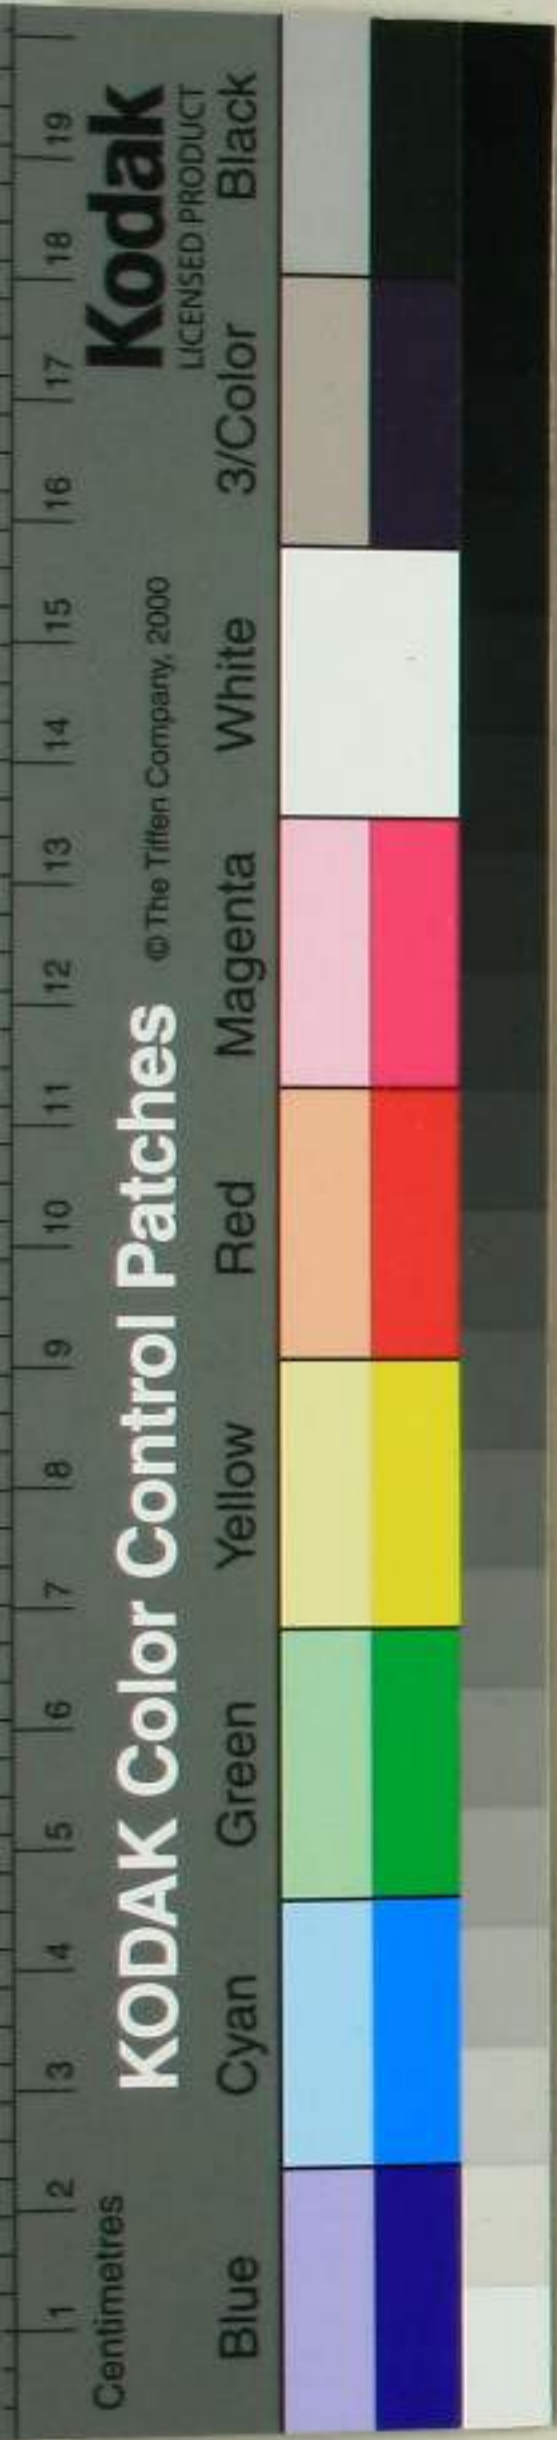 Centimetres
1 2 3 4 5 6 7 8 9 10 11 12 13 14 15 16 17 18 19
KODAK Color Control Patches
© The Tiffen Company, 2000
Kodak
LICENSED PRODUCT
Blue Cyan Green Yellow Red Magenta White 3/Color Black